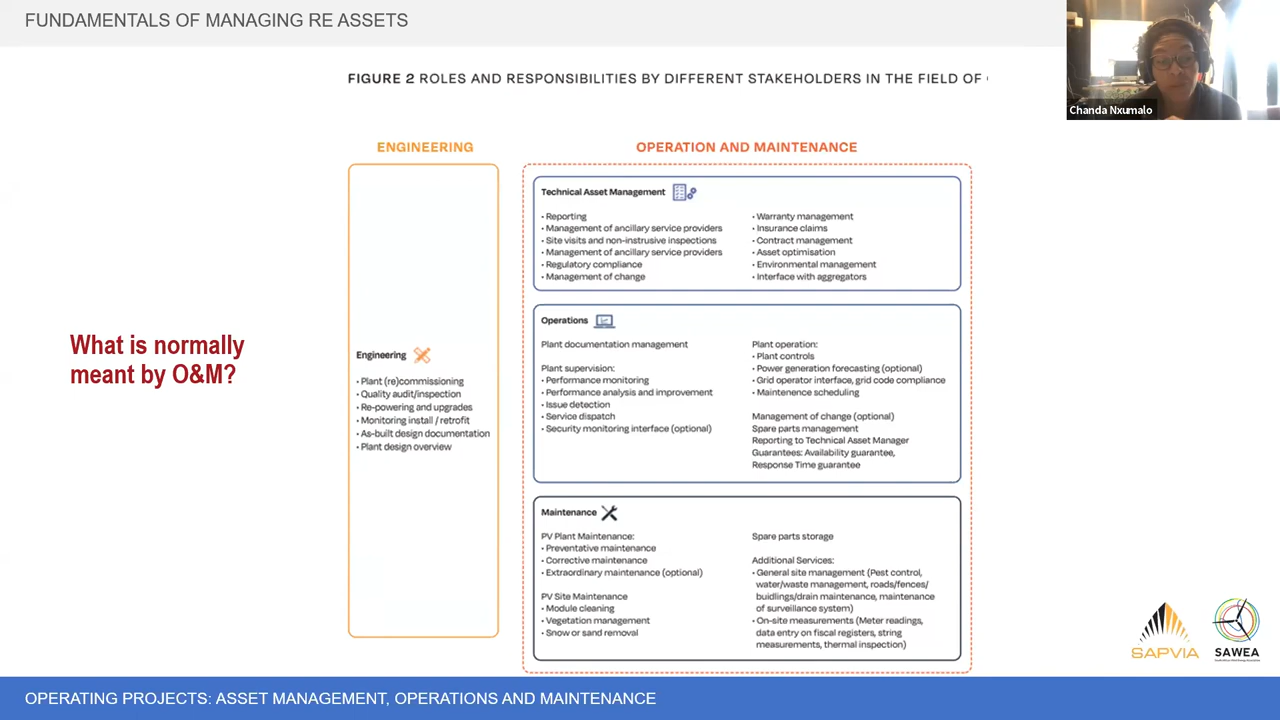 FUNDAMENTALS OF MANAGING RE ASSETS
Chanda Nxumalo
FIGURE 2 ROLES AND RESPONSIBILITIES BY DIFFERENT STAKEHOLDERS IN THE FIELD OF
What is normally
meant by O&M?
ENGINEERING
Engineering
• Plant (re)commissioning
• Quality audit/inspection
• Re-powering and upgrades
• Monitoring install / retrofit
• As-built design documentation
• Plant design overview
OPERATION AND MAINTENANCE
Technical Asset Management
• Reporting
• Management of ancillary service providers
• Site visits and non-instrusive inspections
• Management of ancillary service providers
• Regulatory compliance
• Management of change
• Warranty management
• Insurance claims
• Contract management
• Asset optimisation
• Environmental management
• Interface with aggregators
Operations
Plant documentation management
Plant supervision:
• Performance monitoring
• Performance analysis and improvement
• Issue detection
• Service dispatch
• Security monitoring interface (optional)
Plant operation:
• Plant controls
• Power generation forecasting (optional)
• Grid operator interface, grid code compliance
• Maintenence scheduling
Management of change (optional)
Spare parts management
Reporting to Technical Asset Manager
Guarantees: Availability guarantee,
Response Time guarantee
Maintenance
PV Plant Maintenance:
• Preventative maintenance
• Corrective maintenance
• Extraordinary maintenance (optional)
PV Site Maintenance
• Module cleaning
• Vegetation management
• Snow or sand removal
Spare parts storage
Additional Services:
• General site management (Pest control,
water/waste management, roads/fences/
buidlings/drain maintenance, maintenance
of surveillance system)
• On-site measurements (Meter readings,
data entry on fiscal registers, string
measurements, thermal inspection)
SAPVIA
SAWEA
OPERATING PROJECTS: ASSET MANAGEMENT, OPERATIONS AND MAINTENANCE